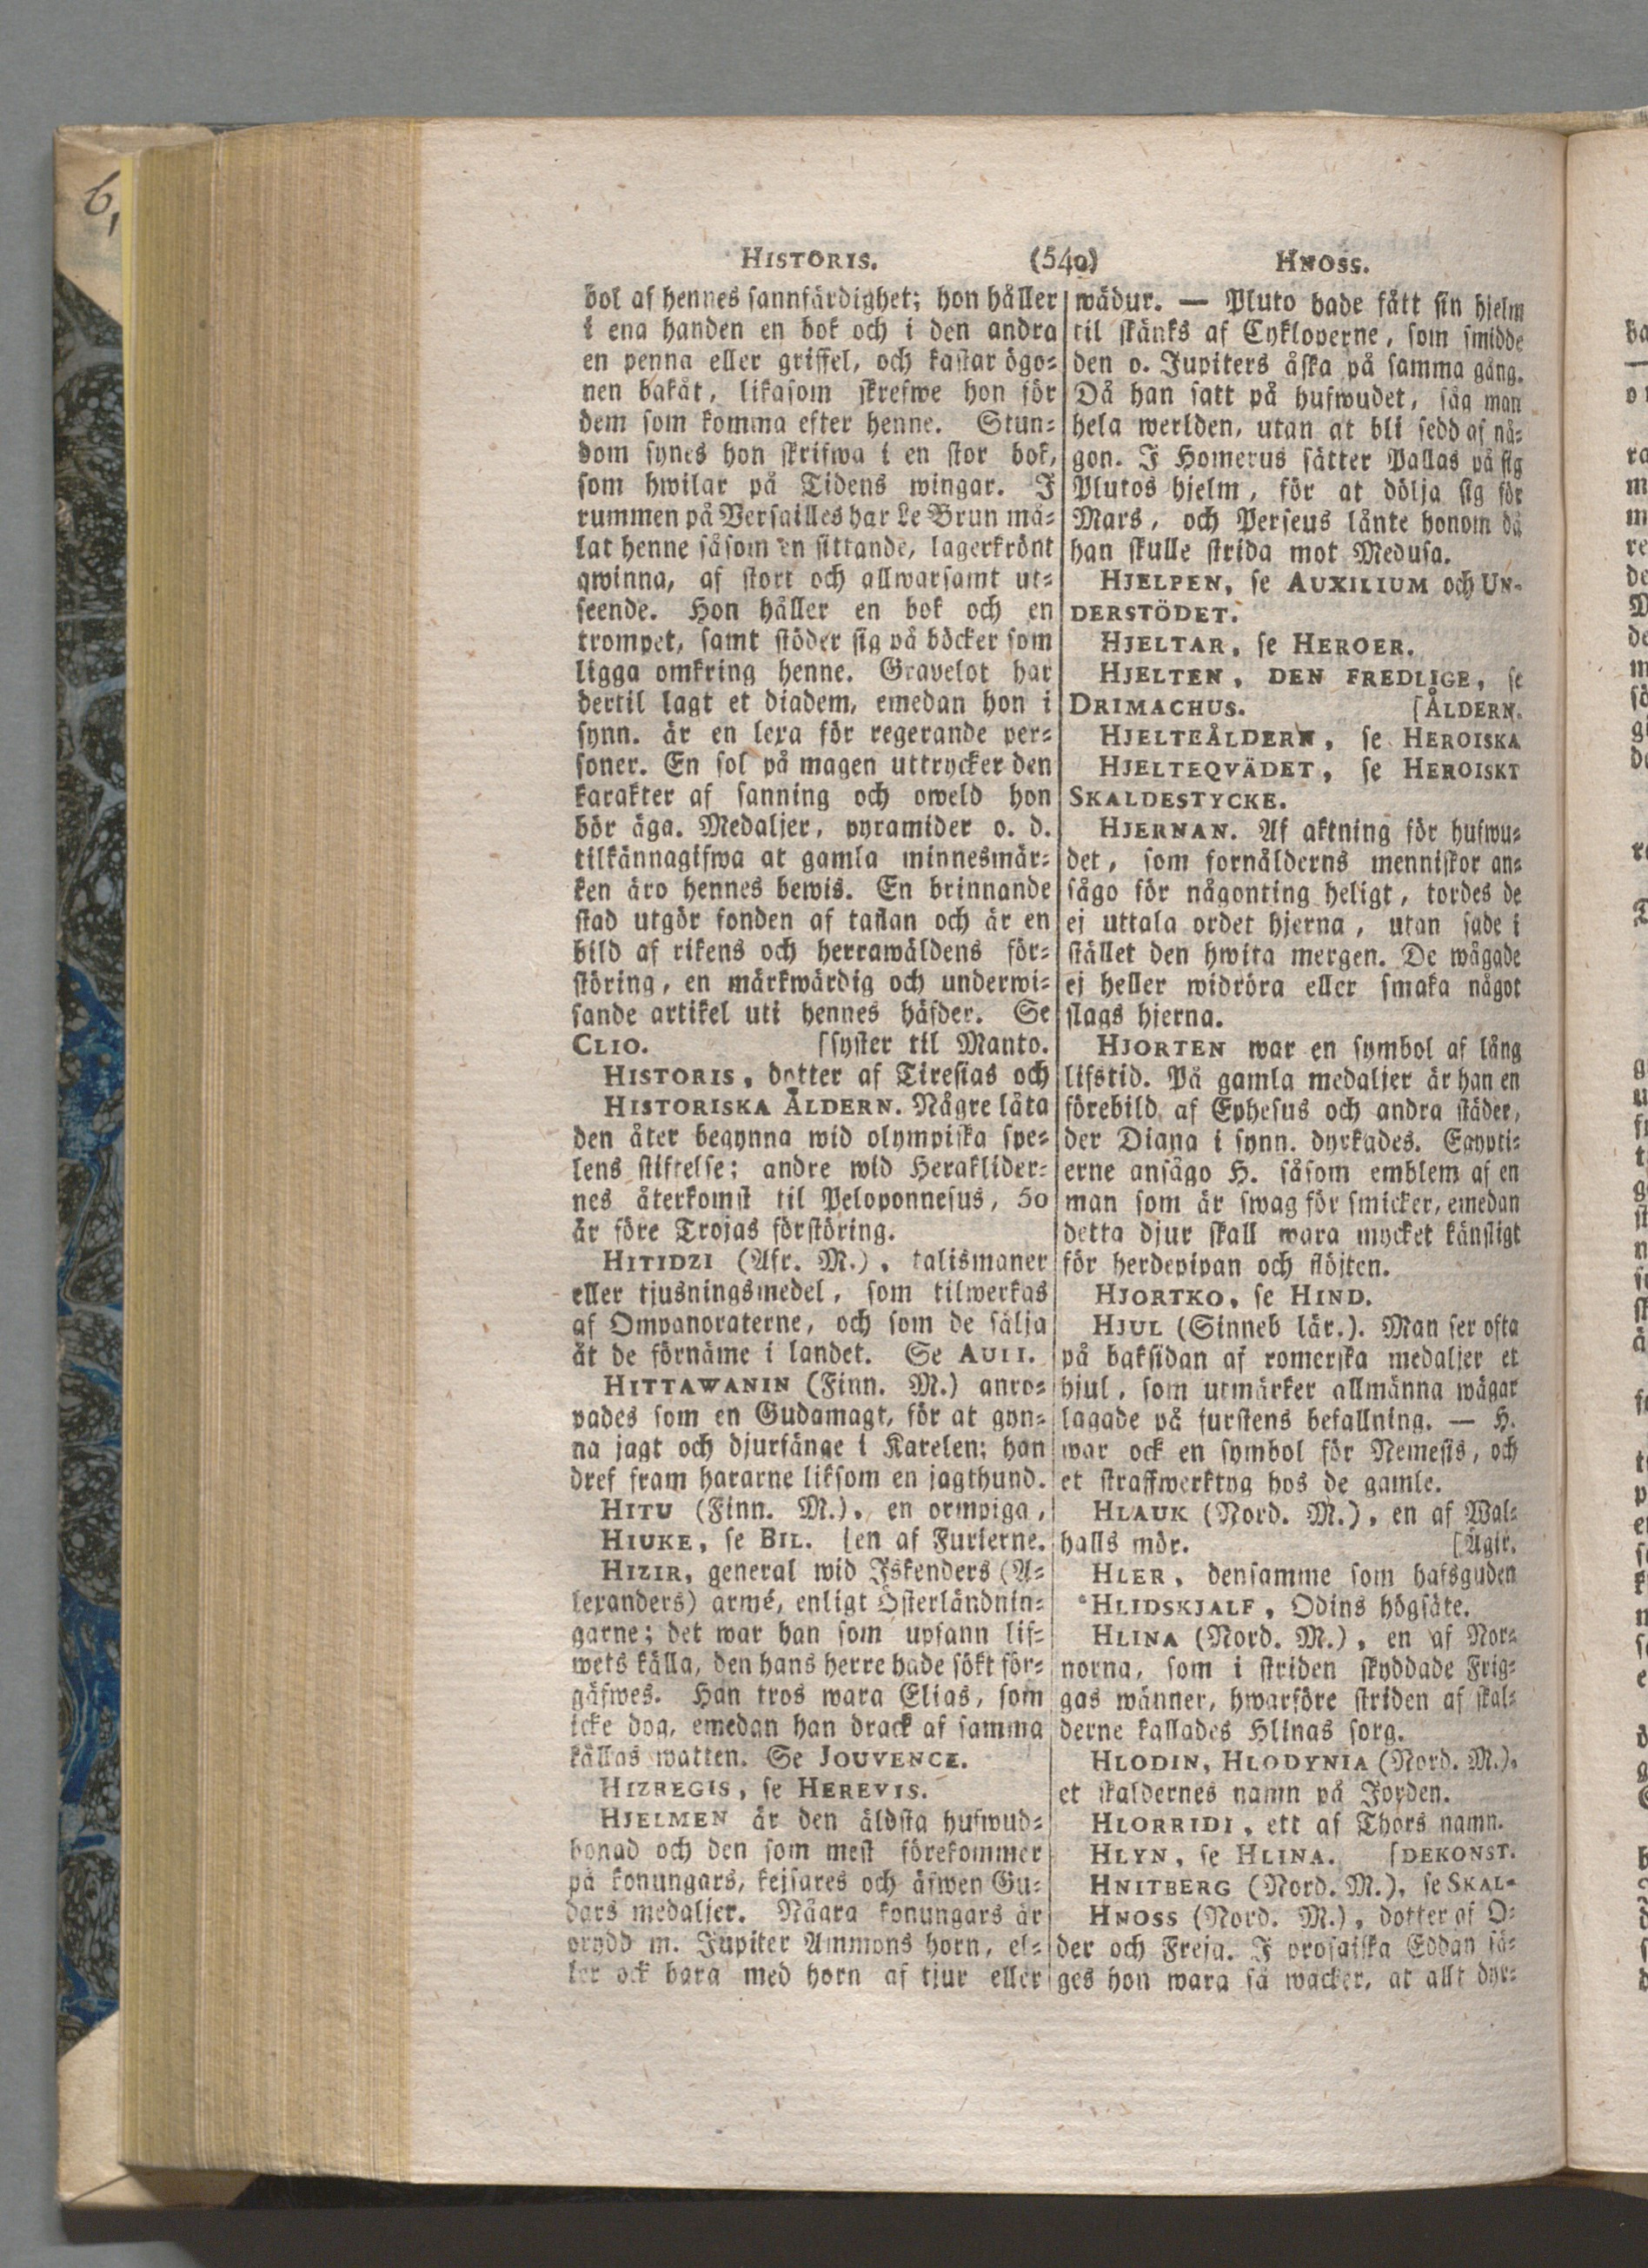 6,
HISTORIS. (540) HNOSS.
bol af hennes sannfärdighet; hon håller
i ena handen en bok och i den andra
en penna eller griffel, och kastar ögo-
nen bakåt, likasom skrefwe hon för
dem som komma efter henne. Stun-
dom synes hon skrifwa i en stor bok,
som hwilar på Tidens wingar. I
rummen på Versailles har Le Brun må-
lat henne såsom en sittande, lagerkrönt
qwinna, af stort och allwarsamt ut-
seende. Hon håller en bok och en
trompet, samt stöder sig på böcker som
ligga omkring henne. Gravelot har
dertil lagt et diadem, emedan hon i
synn. är en lexa för regerande per-
soner. En sol på magen uttrycker den
karakter af sanning och oweld hon
bör äga. Medaljer, pyramider o. d.
tilkännagifwa at gamla minnesmär-
ken äro hennes bewis. En brinnande
stad utgör fonden af taflan och är en
bild af rikens och herrawäldens för-
störing, en märkwärdig och underwi-
sande artikel uti hennes häfder. Se
CLIO. [syster til Manto.
HISTORIS, dotter af Tiresias och
HISTORISKA ÅLDERN. Någre låta
den åter begynna wid olympiska spe-
lens stiftelse; andre wid Heraklider-
nes återkomst til Peloponnesus, 50
år före Trojas förstöring.
HITIDZI (Afr. M.), talismaner
eller tjusningsmedel, som tilwerkas
af Ompanoraterne, och som de sälja
åt de förnäme i landet. Se AULI.
HITTAWANIN (Finn. M.) anro-
pades som en Gudamagt, för at gyn-
na jagt och djurfänge i Karelen; han
dref fram hararne liksom en jagthund.
HITU (Finn. M.), en ormpiga,
HIUKE, se BIL. [en af Furierne.
HIZIR, general wid Iskenders (A-
lexanders) armé, enligt Österländnin-
garne; det war han som upfann lif-
wets källa, den hans herre hade sökt för-
gäfwes. Han tros wara Elias, som
icke dog, emedan han drack af samma
källas watten. Se JOUVENCE.
HIZREGIS, se HEREVIS.
HJELMEN är den äldsta hufwud-
bonad och den som mest förekommer
på konungars, kejsares och äfwen Gu-
dars medaljer. Några konungars är
prydd m. Jupiter Ammons horn, el-
ler ock bara med horn af tjur eller
wädur. — Pluto hade fått sin hjelm
til skänks af Cykloperne, som smidde
den o. Jupiters åska på samma gång.
Då han satt på hufwudet, såg man
hela werlden, utan at bli sedd af nå-
gon. I Homerus sätter Pallas på sig
Plutos hjelm, för at dölja sig för
Mars, och Perseus lånte honom då
han skulle strida mot Medusa.
HJELPEN, se AUXILIUM och UN-
DERSTÖDET.
HJELTAR, se HEROER.
HJELTEN, DEN FREDLIGE, se
DRIMACHUS. [ÅLDERN.
HJELTEÅLDERN, se HEROISKA
HJELTEQVÄDET, se HEROISKT
SKALDESTYCKE.
HJERNAN. Af aktning för hufwu-
det, som fornålderns menniskor an-
sågo för någonting heligt, tordes de
ej uttala ordet hjerna, utan sade i
stället den hwita mergen. De wågade
ej heller widröra eller smaka något
slags hjerna.
HJORTEN war en symbol af lång
lifstid. På gamla medaljer är han en
förebild af Ephesus och andra städer,
der Diana i synn. dyrkades. Egypti-
erne ansågo H. såsom emblem af en
man som är swag för smicker, emedan
detta djur skall wara mycket känsligt
för herdepipan och flöjten.
HJORTKO, se HIND.
HJUL (Sinneb lär.). Man ser ofta
på baksidan af romerska medaljer et
hjul, som utmärker allmänna wägar
lagade på furstens befallning. — H.
war ock en symbol för Nemesis, och
et straffwerktyg hos de gamle.
HLAUK (Nord. M.), en af Wal-
halls mör. [Ägir.
HLER, densamme som hafsguden
*HLIDSKJALF, Odins högsäte.
HLINA (Nord. M.), en af Nor-
norna, som i striden skyddade Frig-
gas wänner, hwarföre striden af skal-
derne kallades Hlinas sorg.
HLODIN, HLODYNIA (Nord. M.),
et skaldernes namn på Jorden.
HLORRIDI, ett af Thors namn.
HLYN, se HLINA. [DEKONST.
HNITBERG (Nord. M.), se SKAL-
HNOSS (Nord. M.), dotter af O-
der och Freja. I prosaiska Eddan sä-
ges hon wara så wacker, at allt dyr-